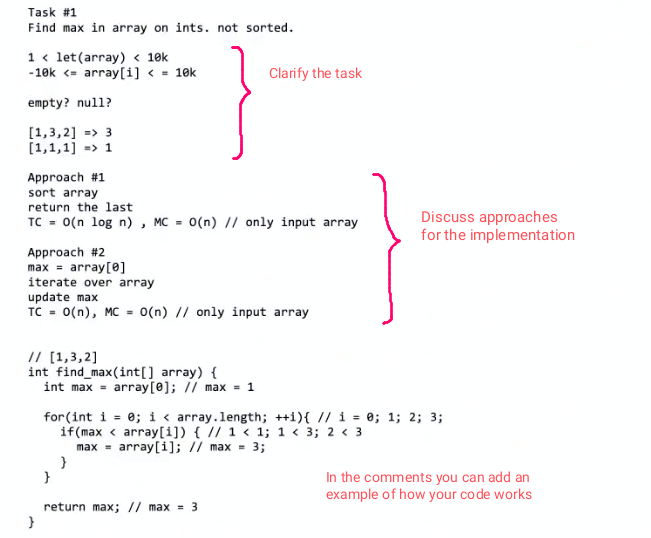 Task #1
Find max in array on ints. not sorted.
1 < let(array) < 10k
-10k <= array[i] < = 10k
Clarify the task
empty? null?
[1,3,2] => 3
[1,1,1] => 1
Approach #1
sort array
return the last
TC = O(n log n) , MC = O(n) // only input array
Discuss approaches
for the implementation
Approach #2
max = array[0]
iterate over array
update max
TC = O(n), MC = O(n) // only input array
// [1,3,2]
int find_max(int[] array) {
int max = array[0]; // max = 1
for(int i = 0; i < array.length; ++i){ // i = 0; 1; 2; 3;
if(max < array[i]) { // 1 < 1; 1 < 3; 2 < 3
max = array[i]; // max = 3;
}
}
In the comments you can add an
example of how your code works
return max; // max = 3
}